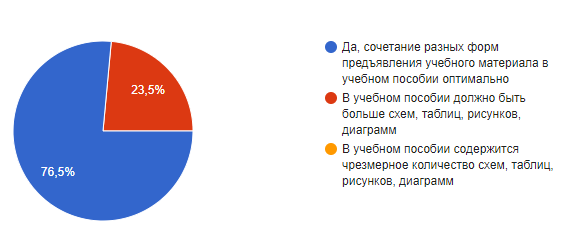 Да, сочетание разных форм
предъявления учебного материала в
учебном пособии оптимально
23,5%
В учебном пособии должно быть
больше схем, таблиц, рисунков,
диаграмм
В учебном пособии содержится
чрезмерное количество схем, таблиц,
рисунков, диаграмм
76,5%